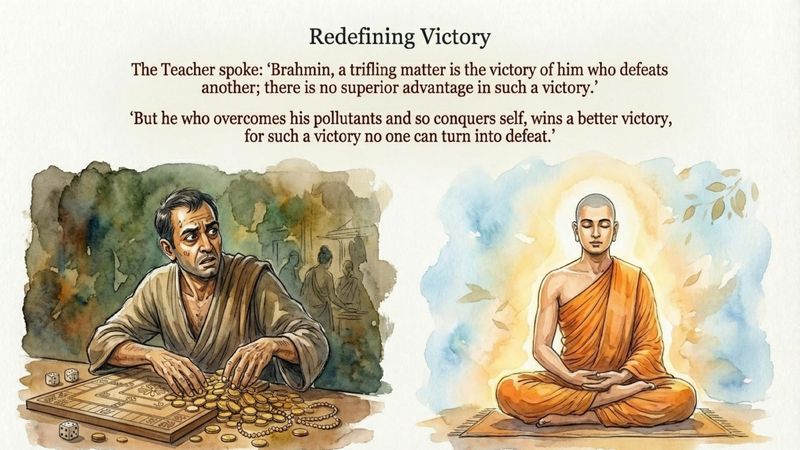 Redefining Victory
The Teacher spoke: ‘Brahmin, a trifling matter is the victory of him who defeats
another; there is no superior advantage in such a victory.’
‘But he who overcomes his pollutants and so conquers self, wins a better victory,
for such a victory no one can turn into defeat.’